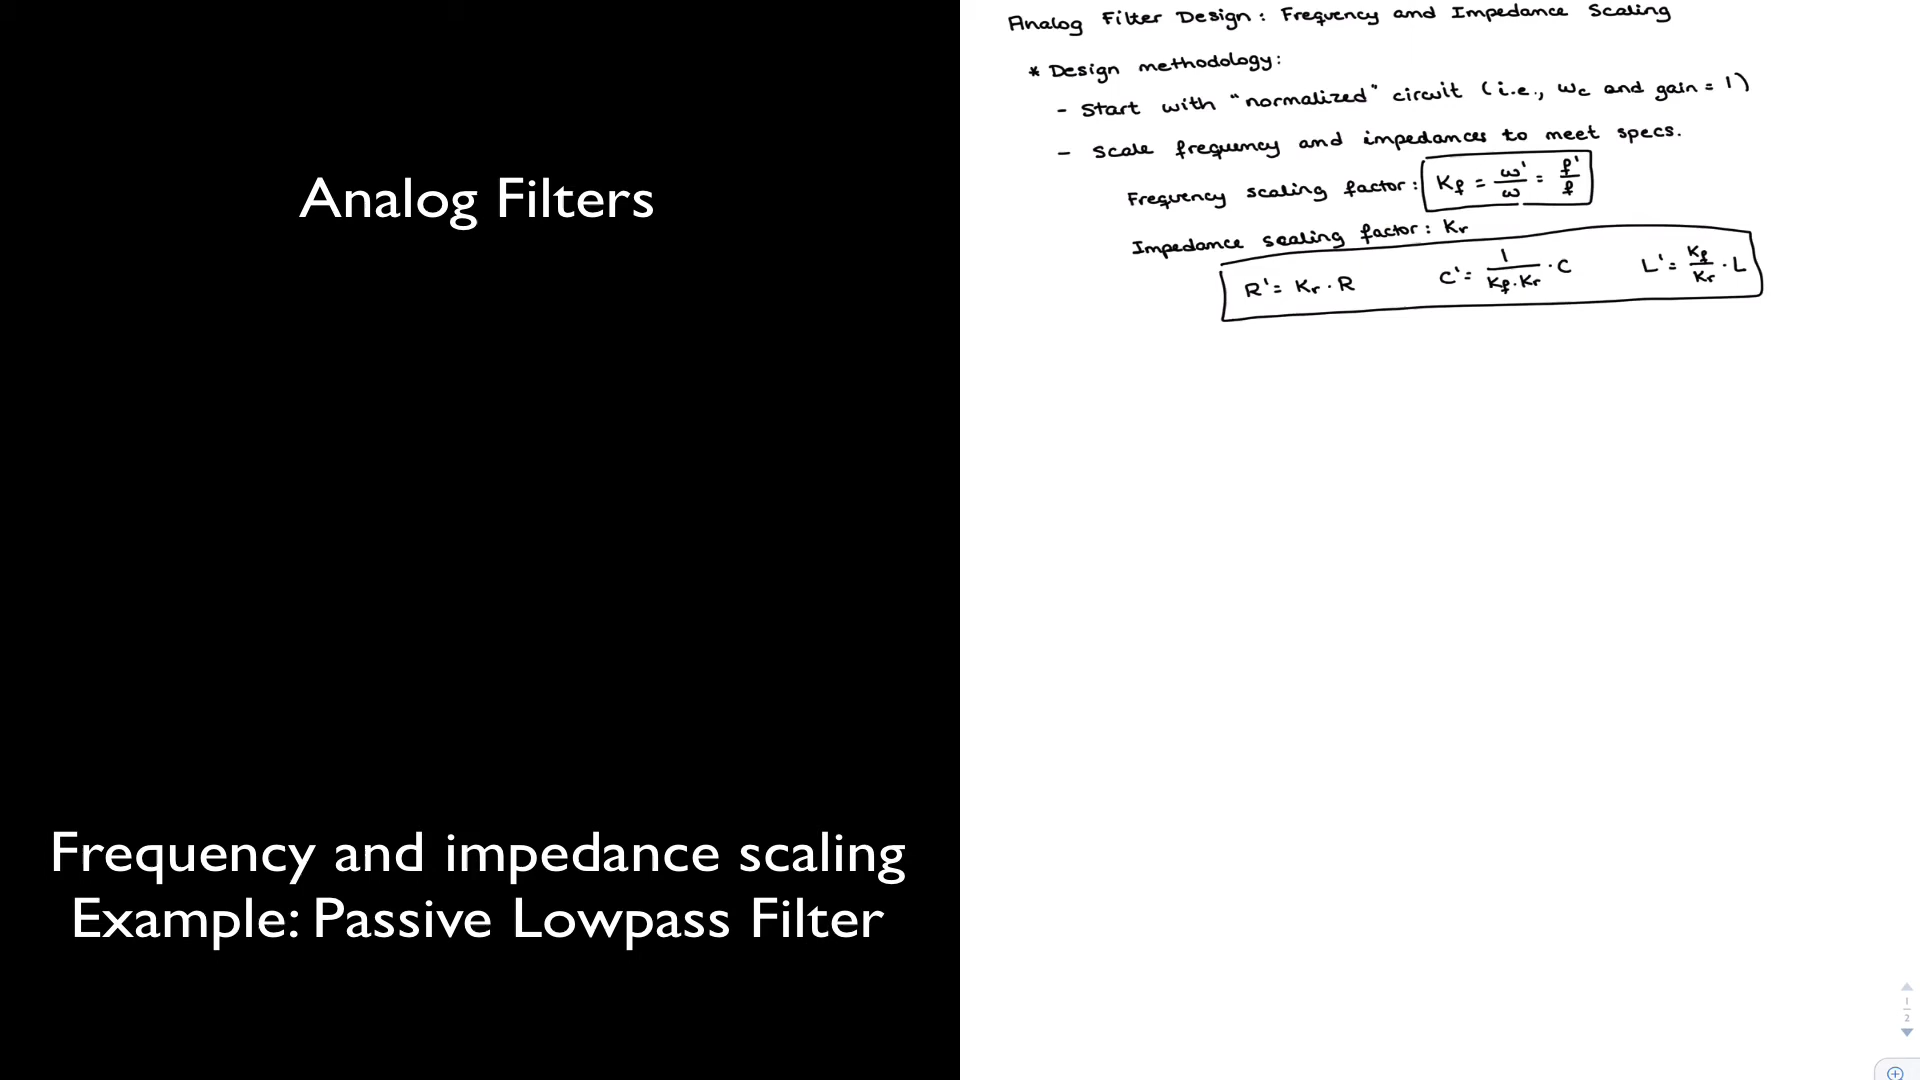 Analog Filters
Frequency and impedance scaling
Example: Passive Lowpass Filter
Analog Filter Design: Frequency and Impedance Scaling
* Design methodology:
- Start with "normalized" circuit (i.e., ωc and gain = 1)
- Scale frequency and impedances to meet specs.
Frequency scaling factor: Kf = ω'/ω = f'/f
Impedance scaling factor: Kr
R' = Kr · R C' = 1/(Kf · Kr) · C L' = Kf/Kr · L
1
2